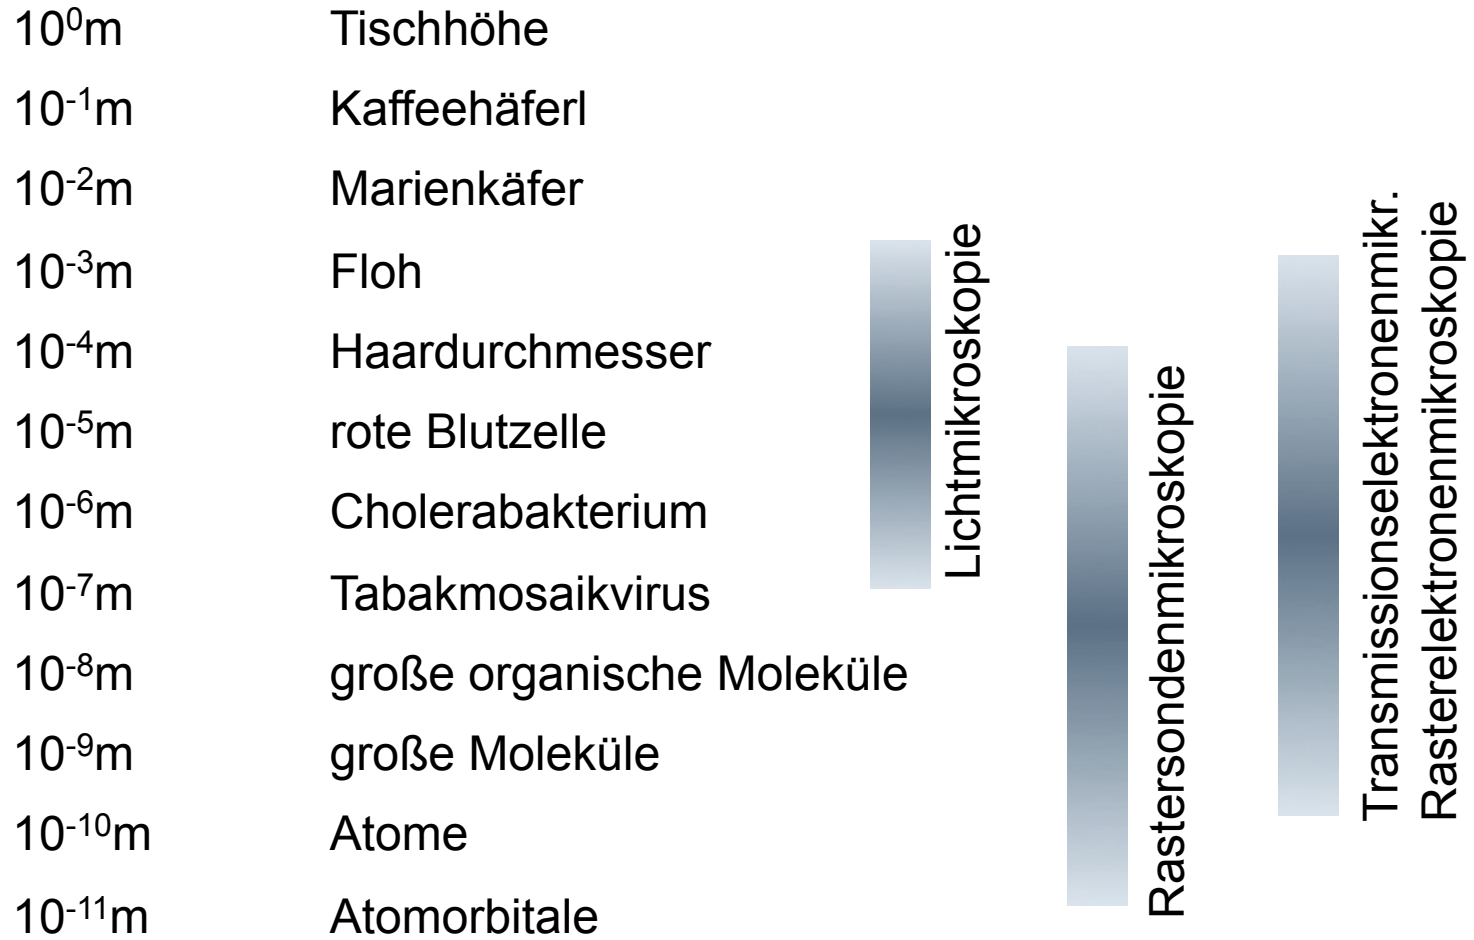 10⁰m Tischhöhe
10⁻¹m Kaffeehäferl
10⁻²m Marienkäfer
10⁻³m Floh
10⁻⁴m Haardurchmesser
10⁻⁵m rote Blutzelle
10⁻⁶m Cholerabakterium
10⁻⁷m Tabakmosaikvirus
10⁻⁸m große organische Moleküle
10⁻⁹m große Moleküle
10⁻¹⁰m Atome
10⁻¹¹m Atomorbitale
Lichtmikroskopie
Rastersondenmikroskopie
Transmissionselektronenmikr.
Rasterelektronenmikroskopie